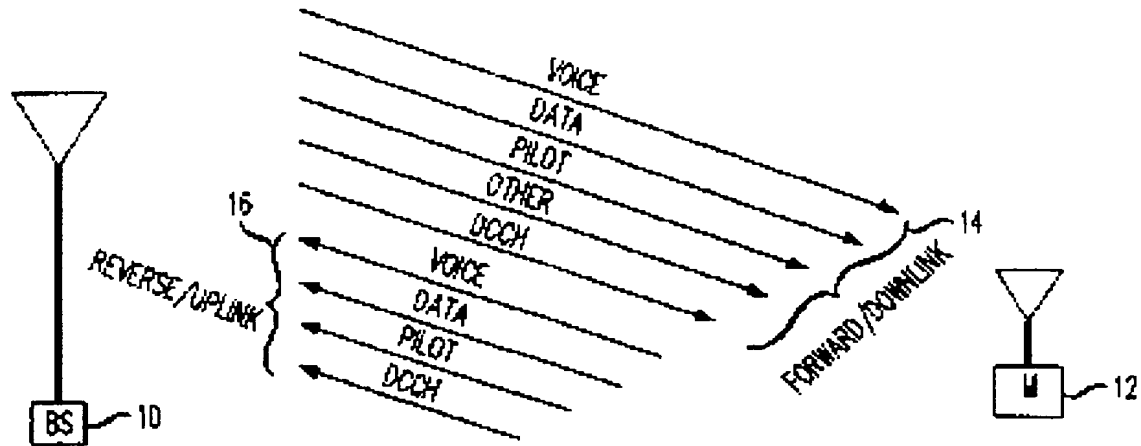 VOICE
DATA
PILOT
OTHER
DCCH
14
FORWARD/DOWNLINK
16
REVERSE/UPLINK
VOICE
DATA
PILOT
DCCH
BS
10
M
12